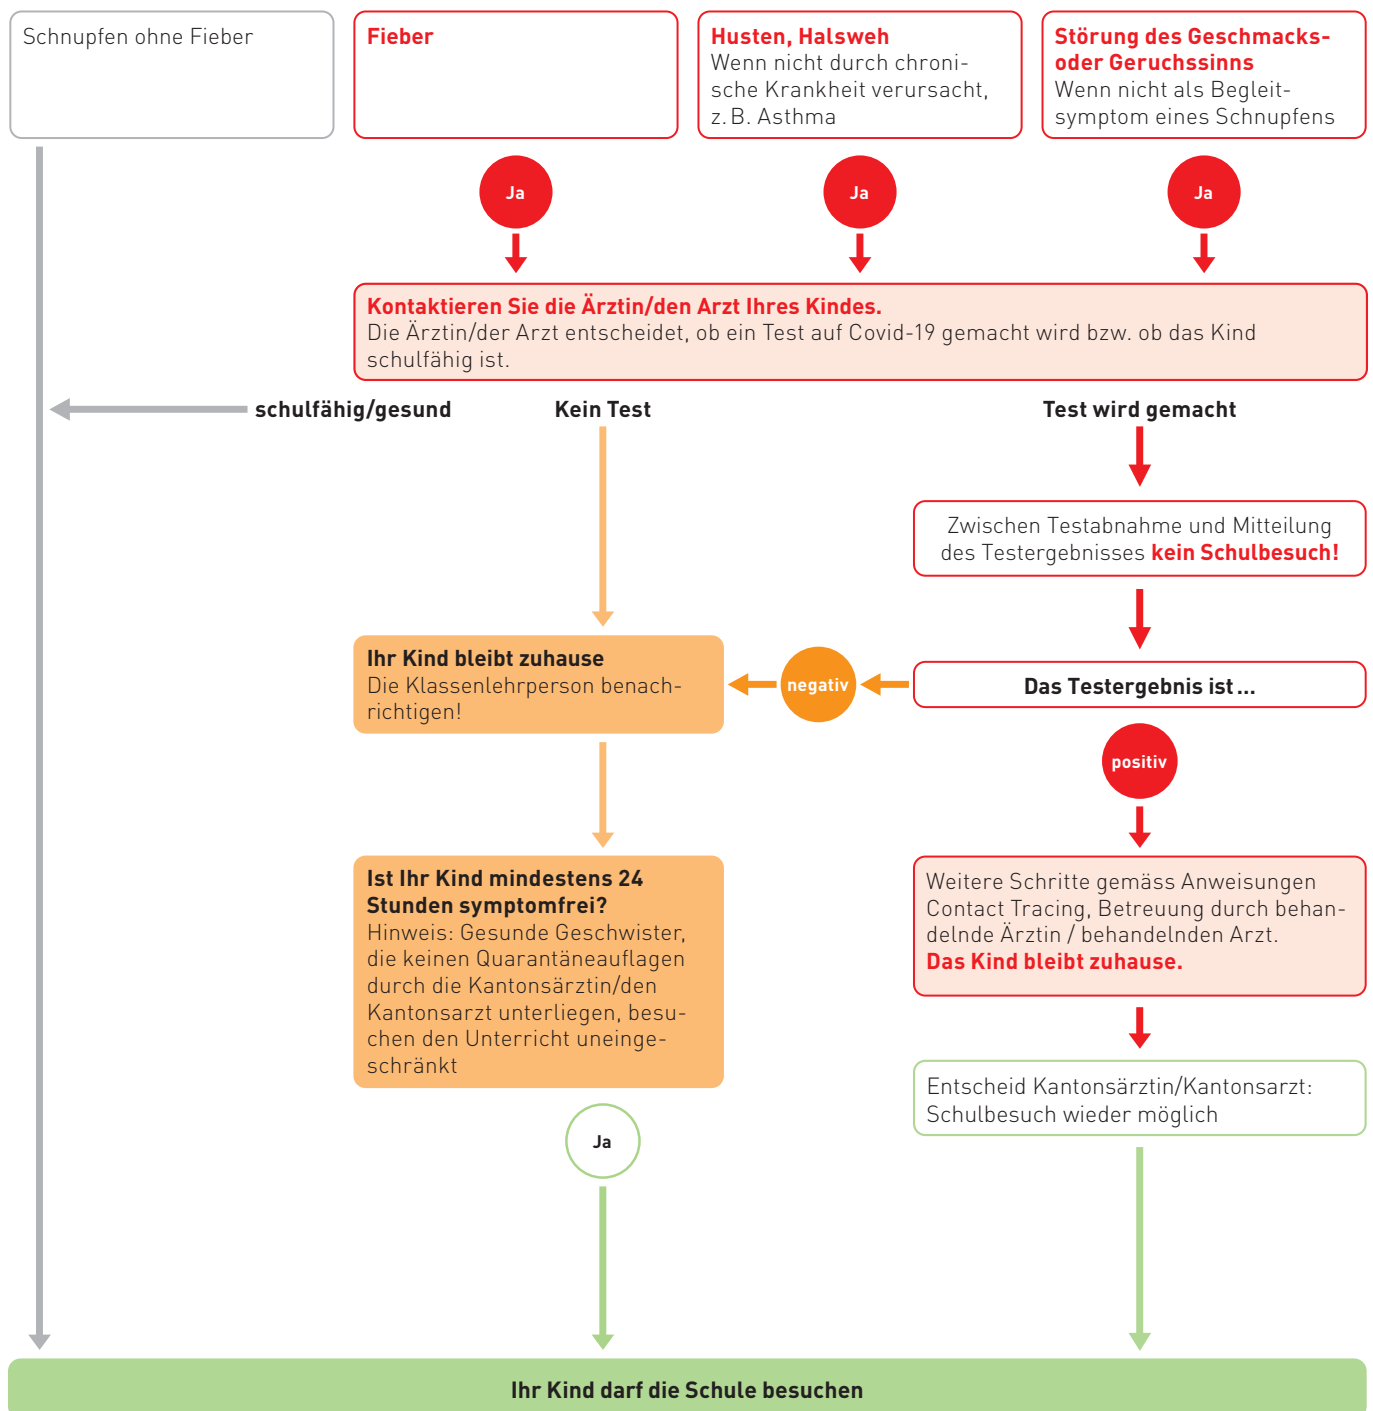 Schnupfen ohne Fieber
Fieber
Husten, Halsweh
Wenn nicht durch chroni-
sche Krankheit verursacht,
z. B. Asthma
Störung des Geschmacks-
oder Geruchssinns
Wenn nicht als Begleit-
symptom eines Schnupfens
Ja
Ja
Ja
Kontaktieren Sie die Ärztin/den Arzt Ihres Kindes.
Die Ärztin/der Arzt entscheidet, ob ein Test auf Covid-19 gemacht wird bzw. ob das Kind
schulfähig ist.
schulfähig/gesund
Kein Test
Test wird gemacht
Zwischen Testabnahme und Mitteilung
des Testergebnisses kein Schulbesuch!
Ihr Kind bleibt zuhause
Die Klassenlehrperson benach-
richtigen!
negativ
Das Testergebnis ist ...
positiv
Ist Ihr Kind mindestens 24
Stunden symptomfrei?
Hinweis: Gesunde Geschwister,
die keinen Quarantäneauflagen
durch die Kantonsärztin/den
Kantonsarzt unterliegen, besu-
chen den Unterricht uneinge-
schränkt
Weitere Schritte gemäss Anweisungen
Contact Tracing, Betreuung durch behan-
delnde Ärztin / behandelnden Arzt.
Das Kind bleibt zuhause.
Entscheid Kantonsärztin/Kantonsarzt:
Schulbesuch wieder möglich
Ja
Ihr Kind darf die Schule besuchen